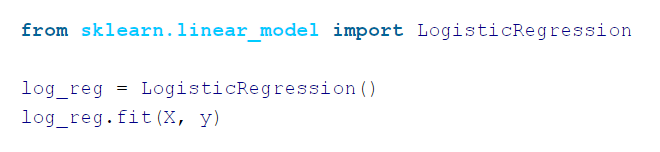 from sklearn.linear_model import LogisticRegression
log_reg = LogisticRegression()
log_reg.fit(X, y)